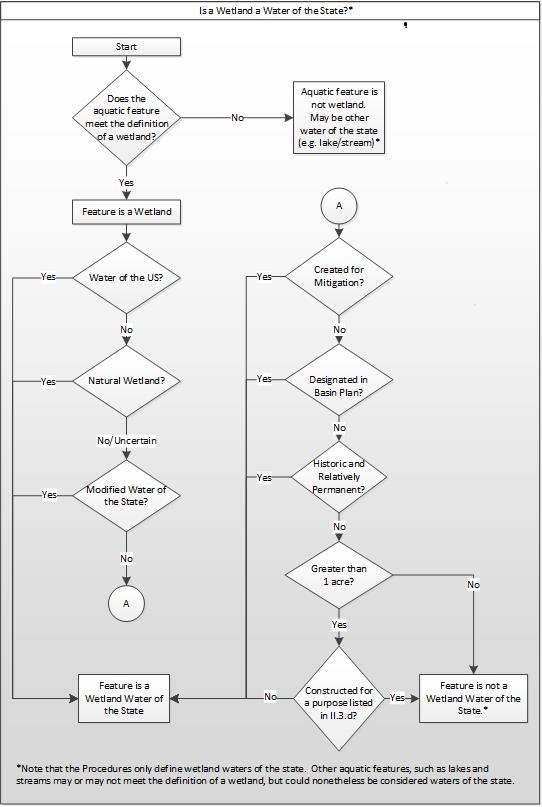 Is a Wetland a Water of the State?*
¶
Start
Does the
aquatic feature
meet the definition
of a wetland?
No
Aquatic feature is
not wetland.
May be other
water of the state
(e.g. lake/stream)*
Yes
Feature is a Wetland
Water of the US?
Yes
No
Natural Wetland?
Yes
No/Uncertain
Modified Water of
the State?
Yes
No
A
A
Created for
Mitigation?
Yes
No
Designated in
Basin Plan?
Yes
No
Historic and
Relatively
Permanent?
Yes
No
Greater than
1 acre?
No
Yes
Constructed for
a purpose listed
in II.3.d?
No
Yes
Feature is a
Wetland Water of
the State
Feature is not a
Wetland Water of the
State.*
*Note that the Procedures only define wetland waters of the state. Other aquatic features, such as lakes and
streams may or may not meet the definition of a wetland, but could nonetheless be considered waters of the state.